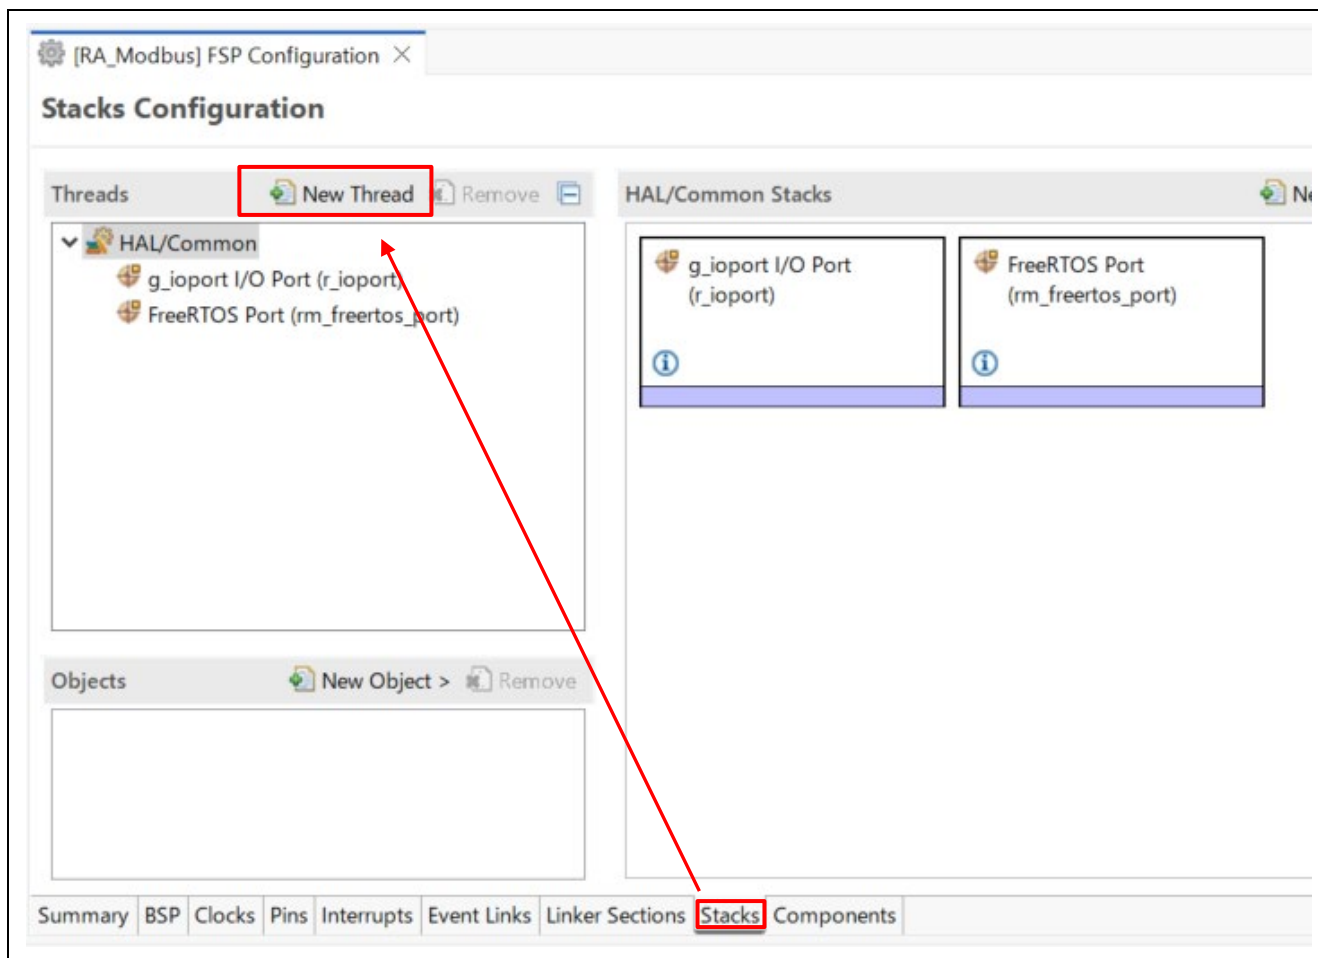 [RA_Modbus] FSP Configuration
Stacks Configuration
Threads New Thread Remove
HAL/Common
g_ioport I/O Port (r_ioport)
FreeRTOS Port (rm_freertos_port)
HAL/Common Stacks
g_ioport I/O Port
(r_ioport)
FreeRTOS Port
(rm_freertos_port)
Objects New Object > Remove
Summary BSP Clocks Pins Interrupts Event Links Linker Sections Stacks Components